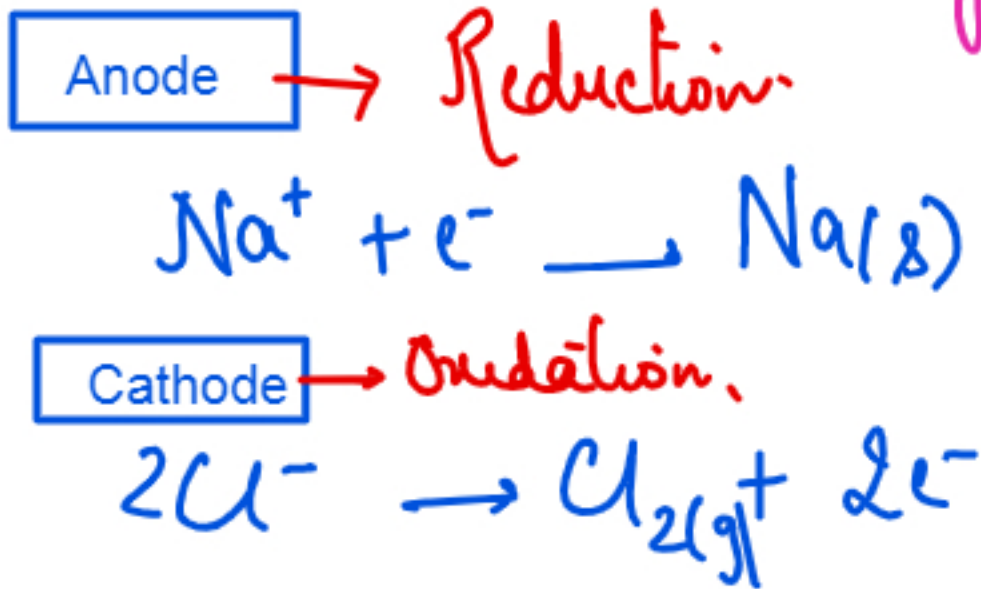 Anode → Reduction.
Na⁺ + e⁻ → Na(s)
Cathode → Oxidation.
2Cl⁻ → Cl₂(g) + 2e⁻